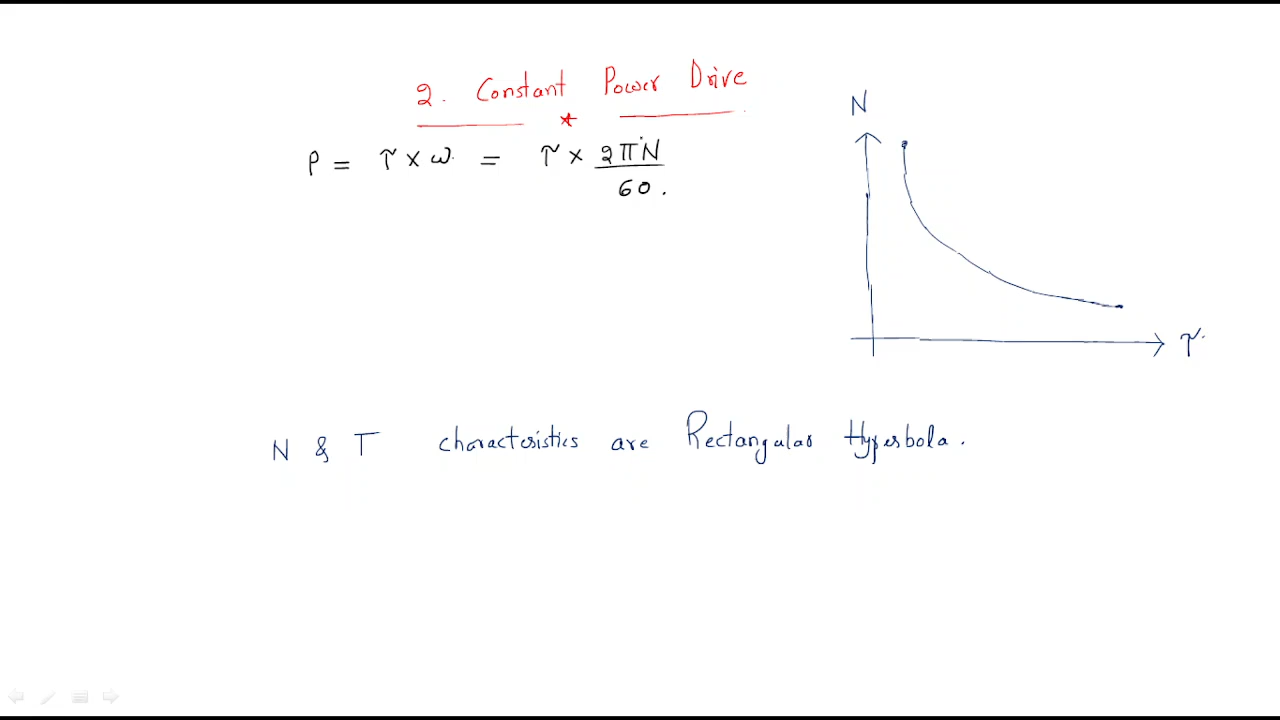 2. Constant Power Drive
P = τ × ω = τ × 2πN / 60.
N
τ
N & T characteristics are Rectangular Hyperbola.